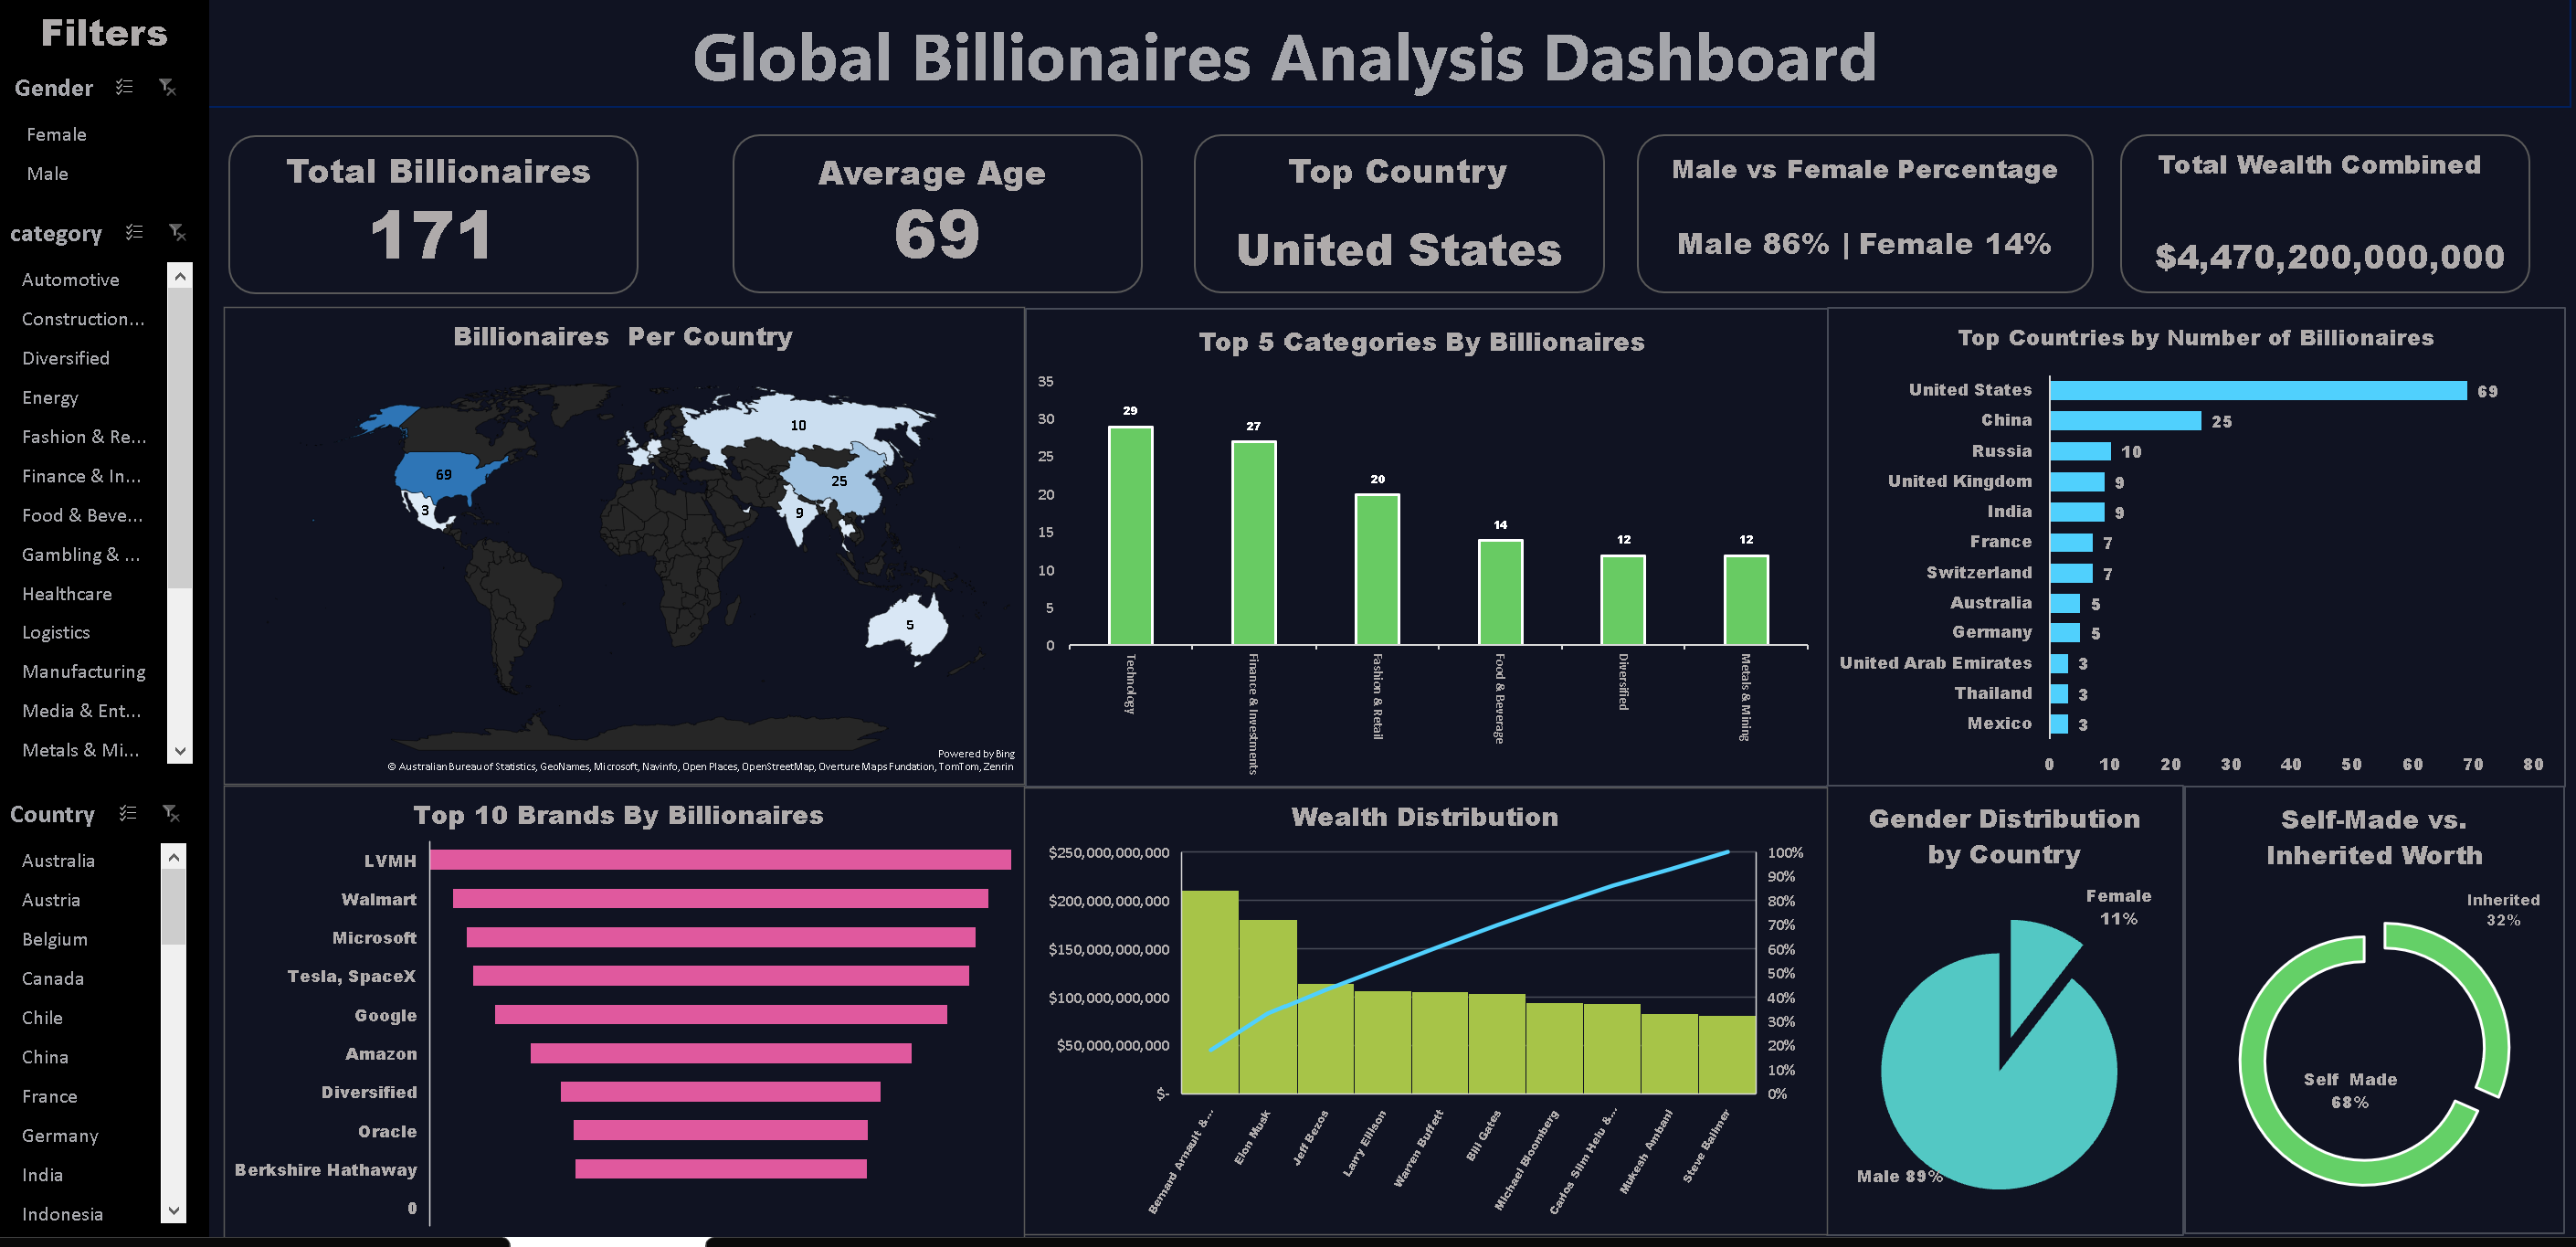 Filters
Gender
Female
Male
category
Automotive
Construction...
Diversified
Energy
Fashion & Re...
Finance & In...
Food & Beve...
Gambling & ...
Healthcare
Logistics
Manufacturing
Media & Ent...
Metals & Mi...
Country
Australia
Austria
Belgium
Canada
Chile
China
France
Germany
India
Indonesia
Global Billionaires Analysis Dashboard
Total Billionaires
171
Average Age
69
Top Country
United States
Male vs Female Percentage
Male 86% | Female 14%
Total Wealth Combined
$4,470,200,000,000
Billionaires Per Country
10
69
25
3
9
5
Powered by Bing
© Australian Bureau of Statistics, GeoNames, Microsoft, Navinfo, Open Places, OpenStreetMap, Overture Maps Fundation, TomTom, Zenrin
Top 5 Categories By Billionaires
35
30
25
20
15
10
5
0
29
27
20
14
12
12
Technology
Finance & Investments
Fashion & Retail
Food & Beverage
Diversified
Metals & Mining
Top Countries by Number of Billionaires
United States 69
China 25
Russia 10
United Kingdom 9
India 9
France 7
Switzerland 7
Australia 5
Germany 5
United Arab Emirates 3
Thailand 3
Mexico 3
0 10 20 30 40 50 60 70 80
Top 10 Brands By Billionaires
LVMH
Walmart
Microsoft
Tesla, SpaceX
Google
Amazon
Diversified
Oracle
Berkshire Hathaway
0
Wealth Distribution
$250,000,000,000
$200,000,000,000
$150,000,000,000
$100,000,000,000
$50,000,000,000
$-
100%
90%
80%
70%
60%
50%
40%
30%
20%
10%
0%
Bernard Arnault &...
Elon Musk
Jeff Bezos
Larry Ellison
Warren Buffett
Bill Gates
Michael Bloomberg
Carlos Slim Helu &...
Mukesh Ambani
Steve Ballmer
Gender Distribution
by Country
Female
11%
Male 89%
Self-Made vs.
Inherited Worth
Inherited
32%
Self Made
68%